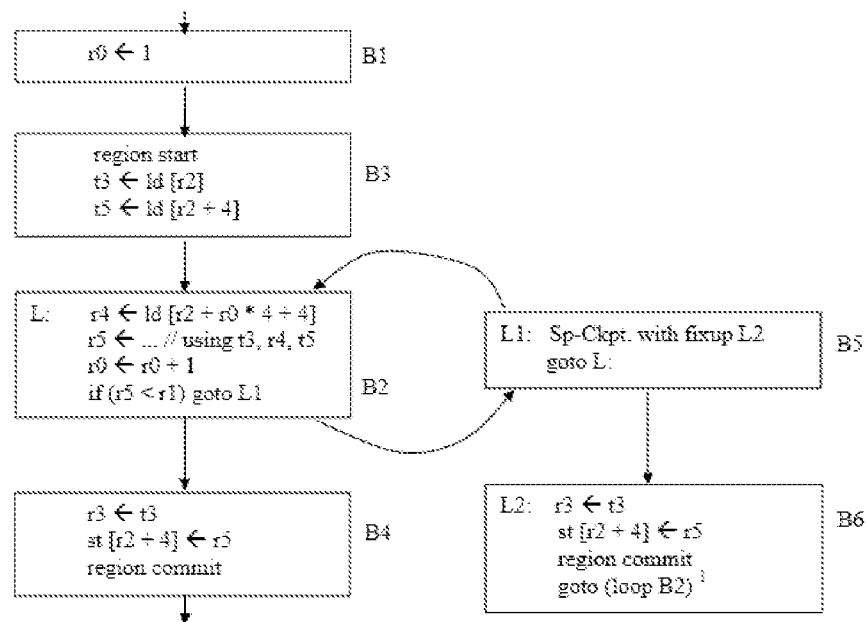 r0 ← 1
B1
region start
t3 ← ld [r2]
t5 ← ld [r2 + 4]
B3
L: r4 ← ld [r2 + r0 * 4 + 4]
r5 ← ... // using t3, r4, t5
r0 ← r0 + 1
if (r5 < r1) goto L1
B2
L1: Sp-Ckpt. with fixup L2
goto L:
B5
r3 ← t3
st [r2 + 4] ← r5
region commit
B4
L2: r3 ← t3
st [r2 + 4] ← r5
region commit
goto (loop B2)
B6